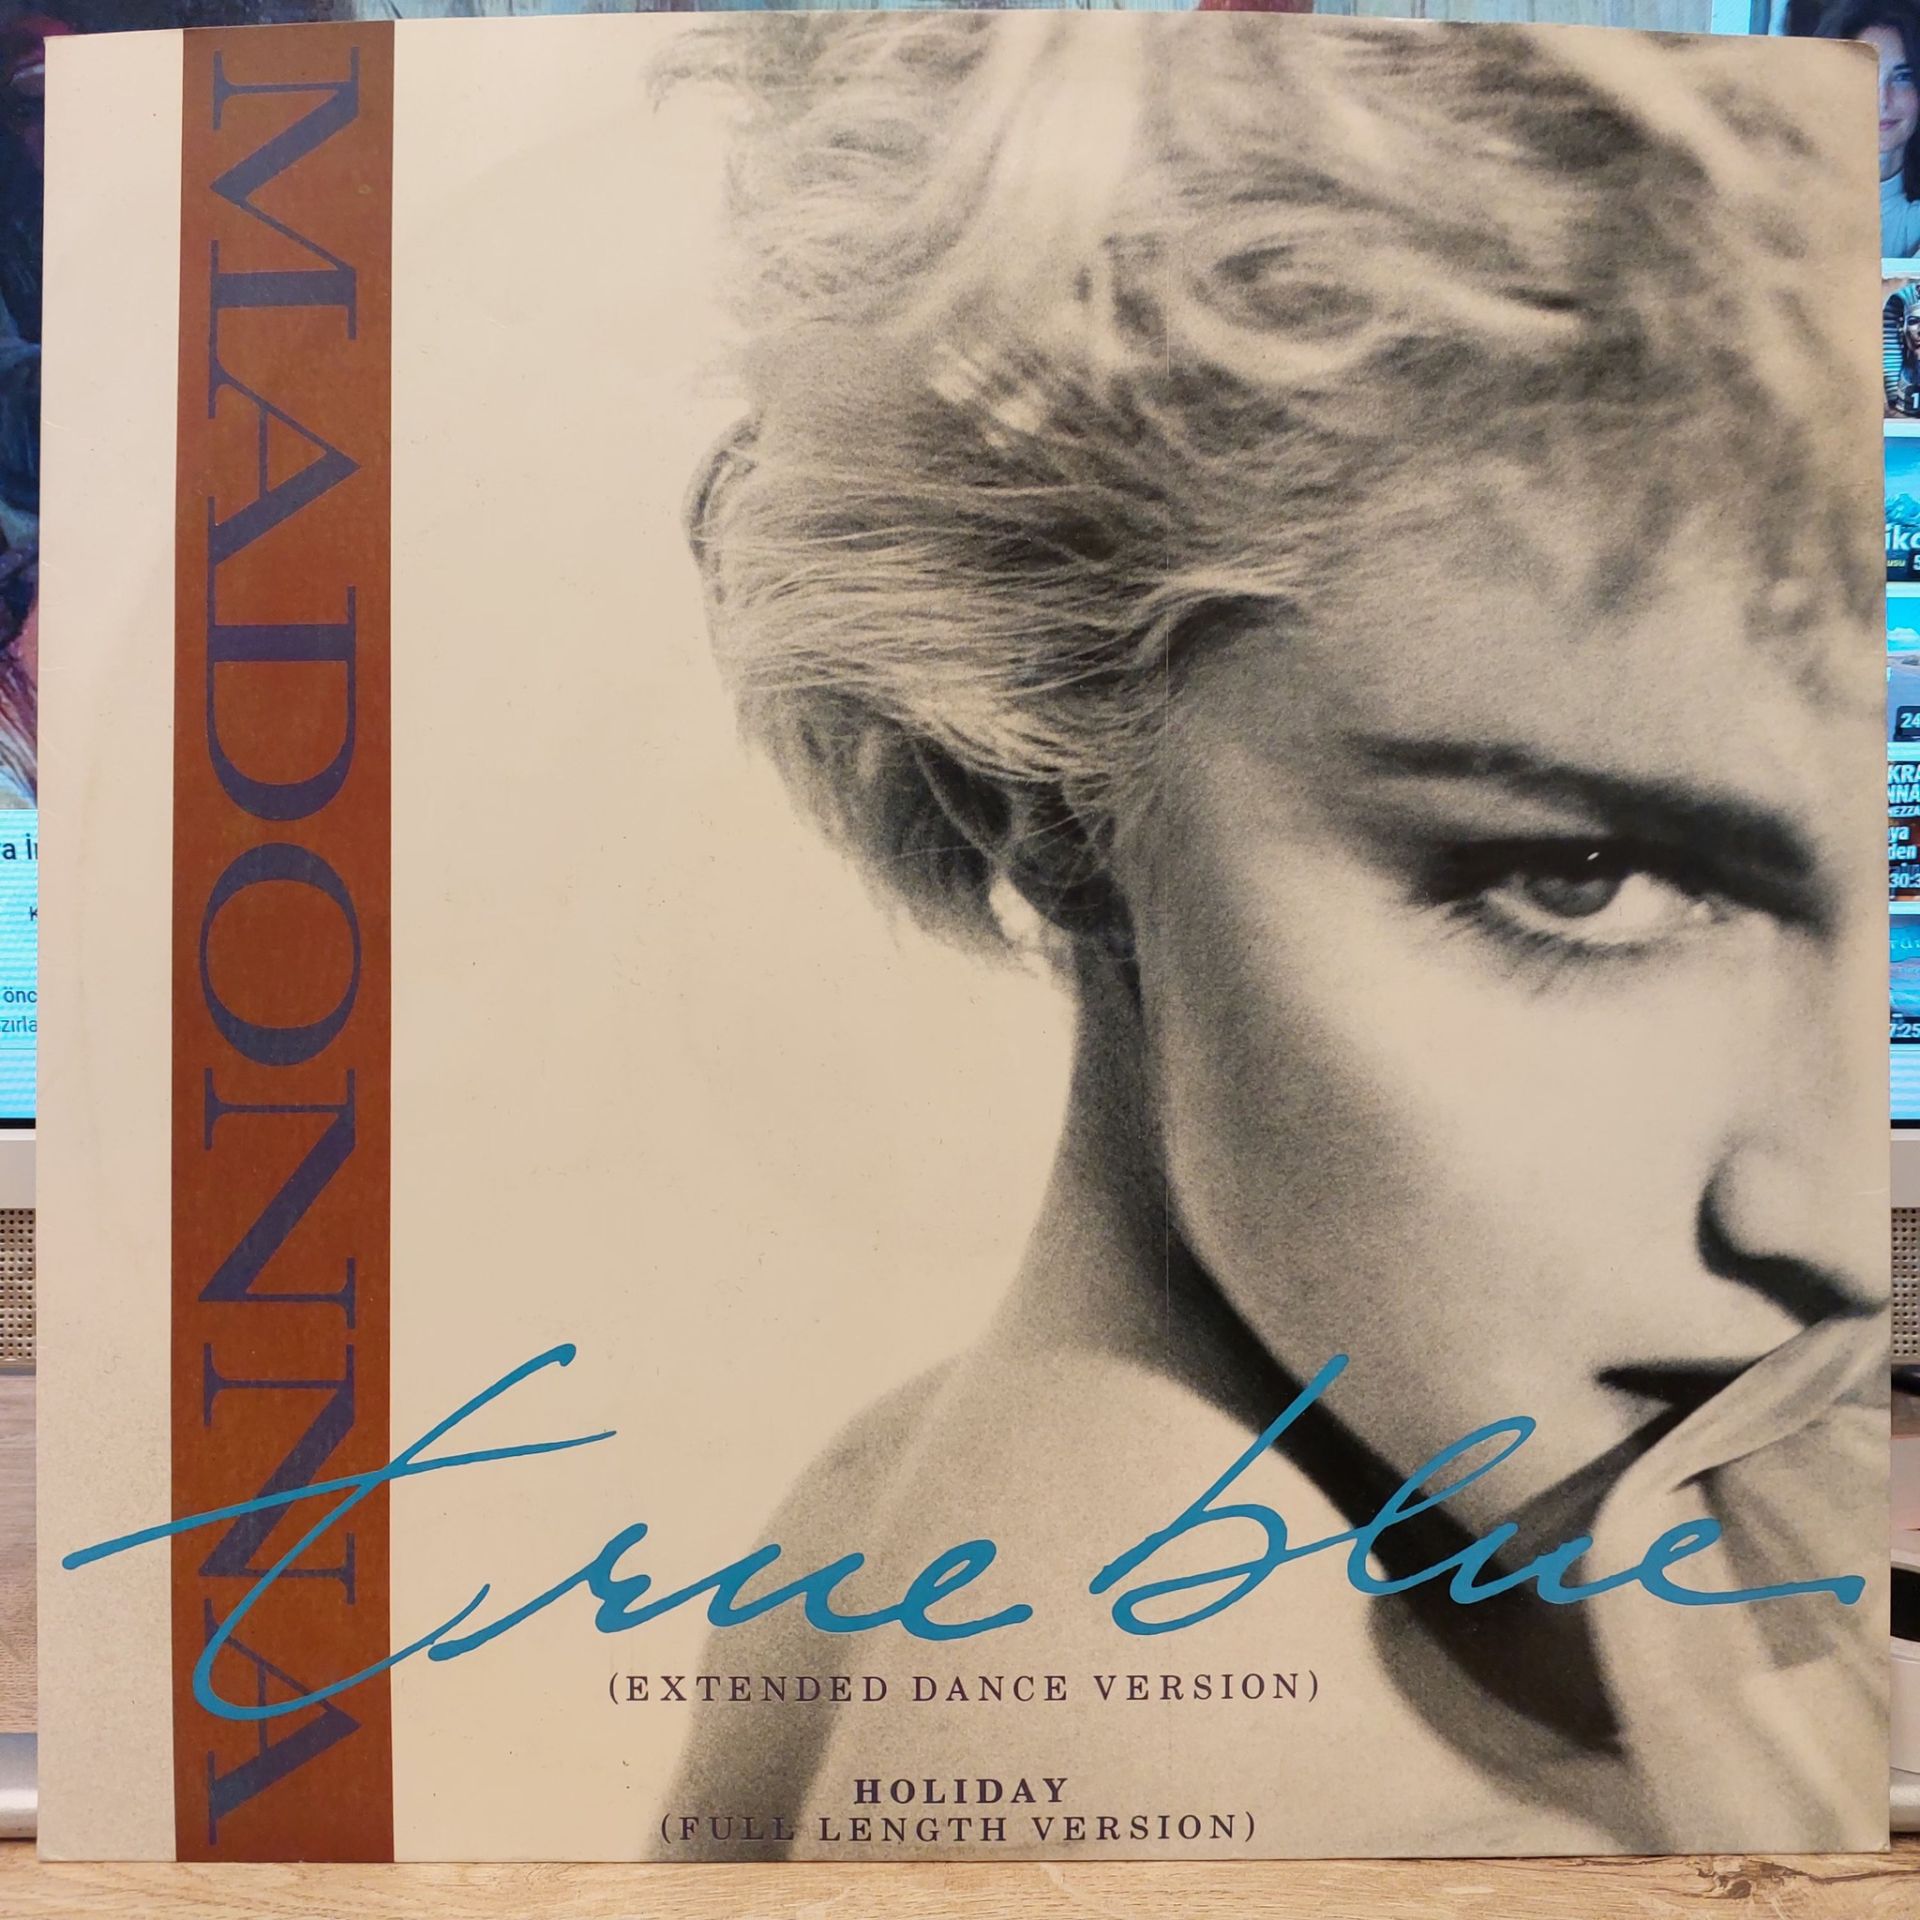 MADONNA
true blue
(EXTENDED DANCE VERSION)
HOLIDAY
(FULL LENGTH VERSION)